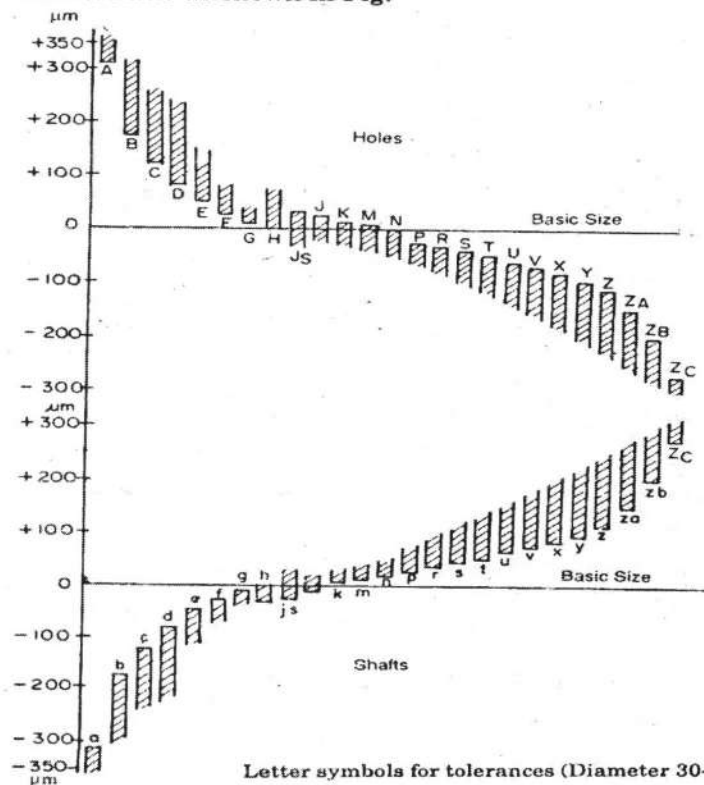 μm
+350
+300
A
+200
B
C
Holes
+100
D
E
F
J K M N
Basic Size
0
G H
JS
P R S T U V X Y Z ZA ZB ZC
-100
-200
-300
μm
+300
ZC
+200
zb
za
+100
z
y
g h
k m n p r s t u v x
0
js
Basic Size
a b c d e f
-100
-200
Shafts
-300
-350
μm
Letter symbols for tolerances (Diameter 30-